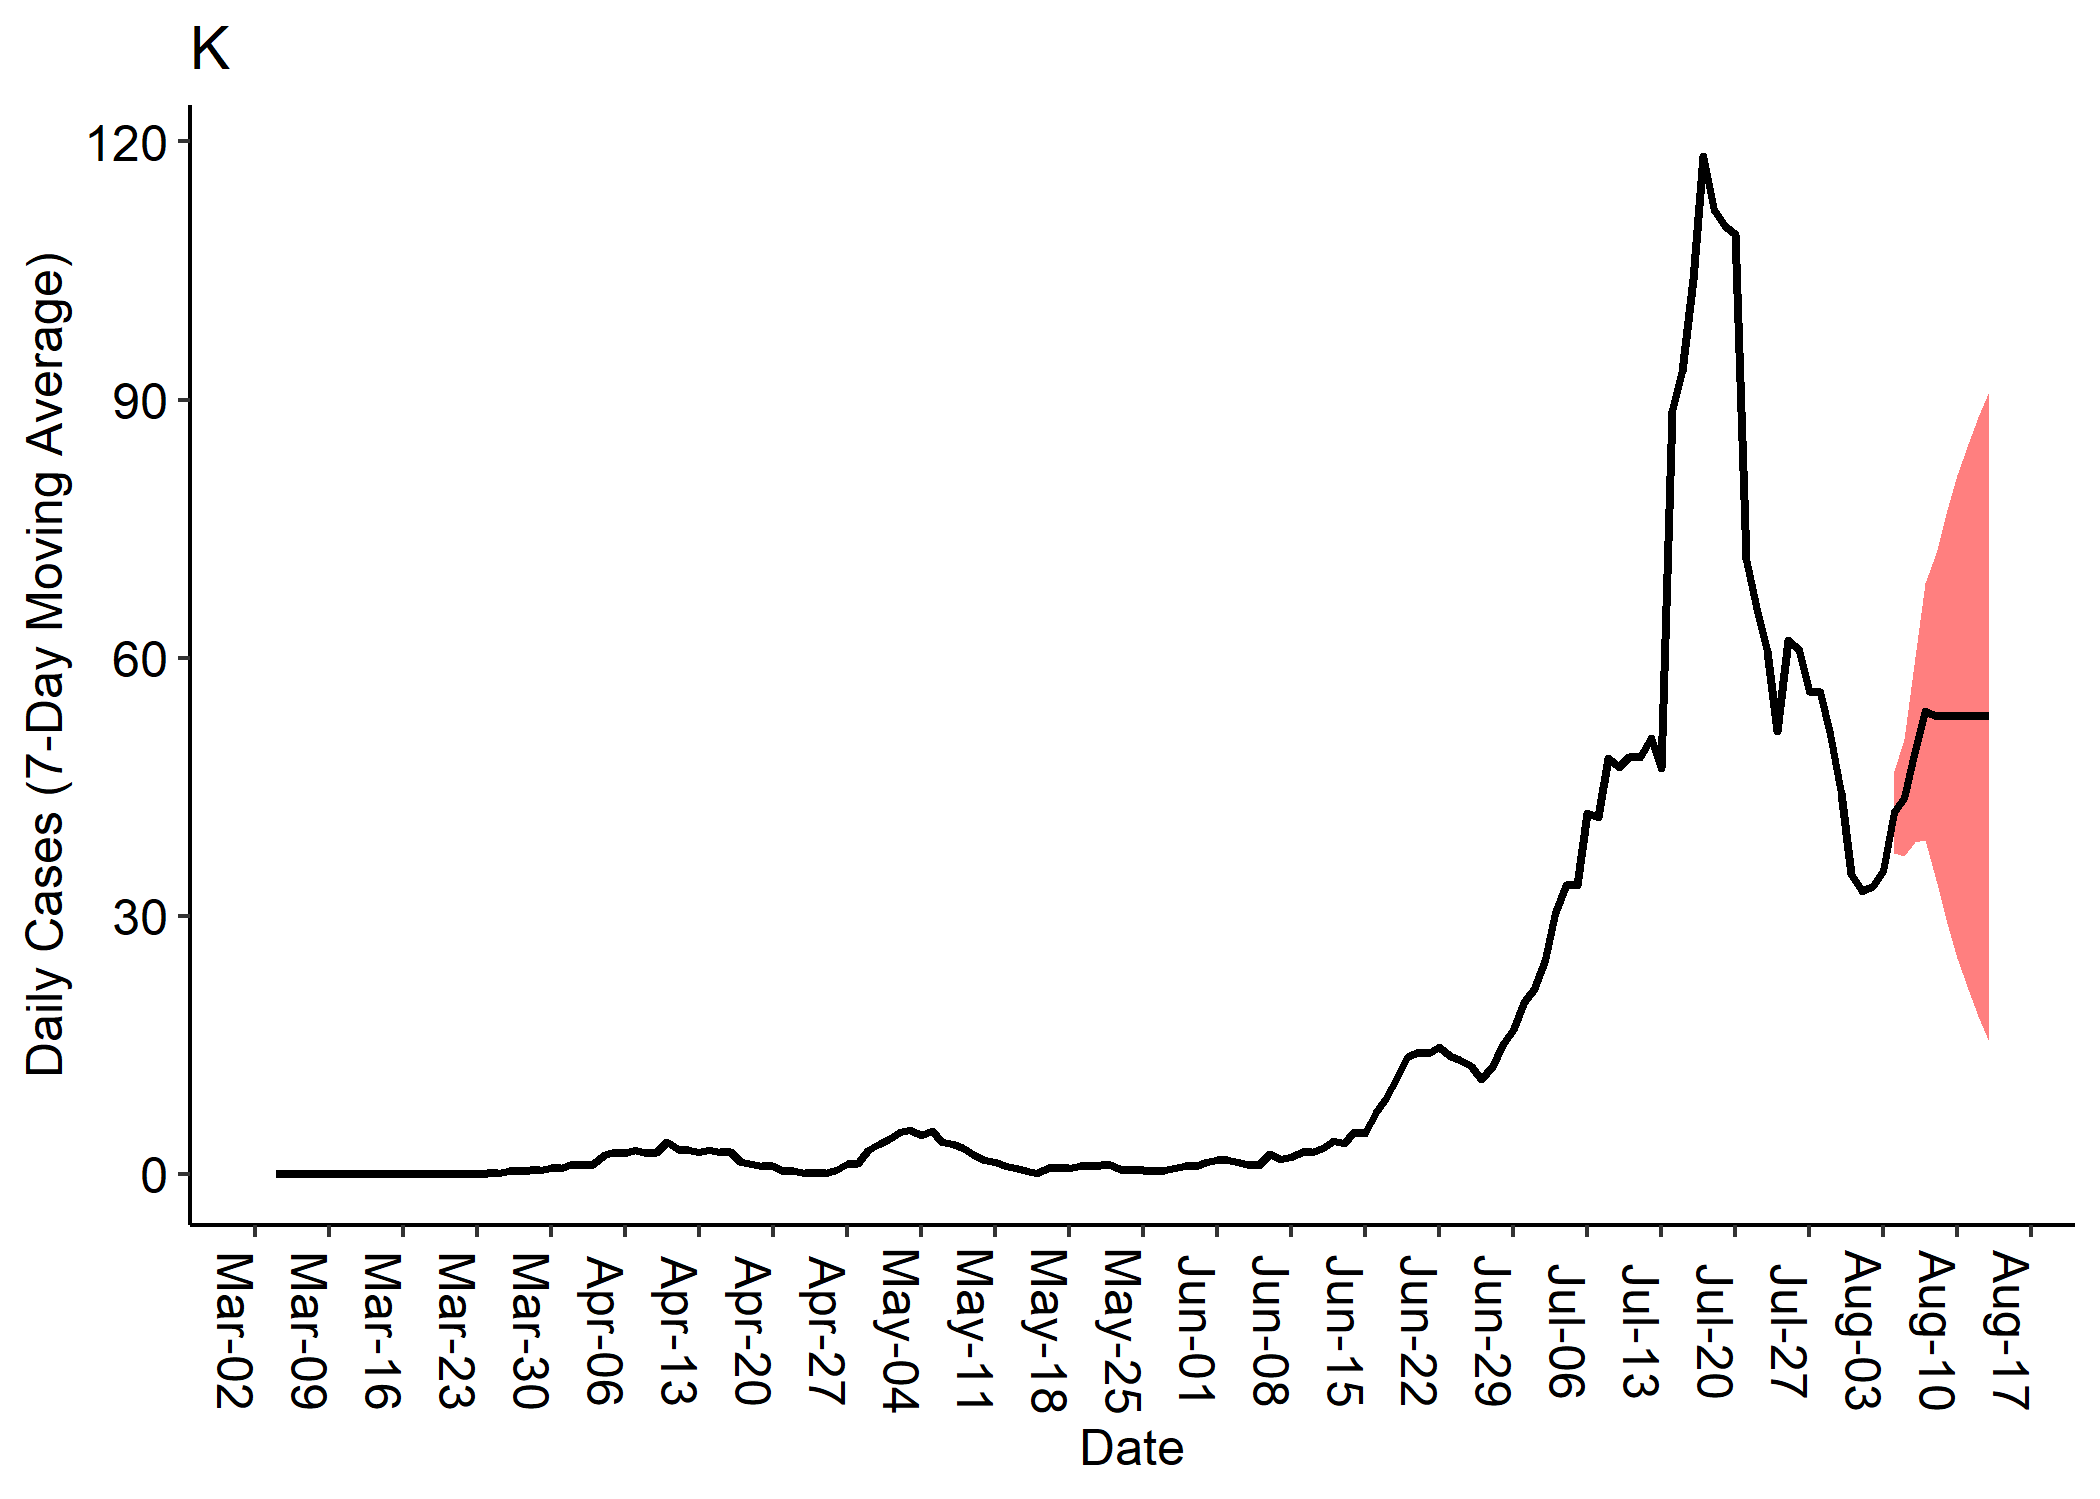 K
Daily Cases (7-Day Moving Average)
120
90
60
30
0
Mar-02
Mar-09
Mar-16
Mar-23
Mar-30
Apr-06
Apr-13
Apr-20
Apr-27
May-04
May-11
May-18
May-25
Jun-01
Jun-08
Jun-15
Jun-22
Jun-29
Jul-06
Jul-13
Jul-20
Jul-27
Aug-03
Aug-10
Aug-17
Date